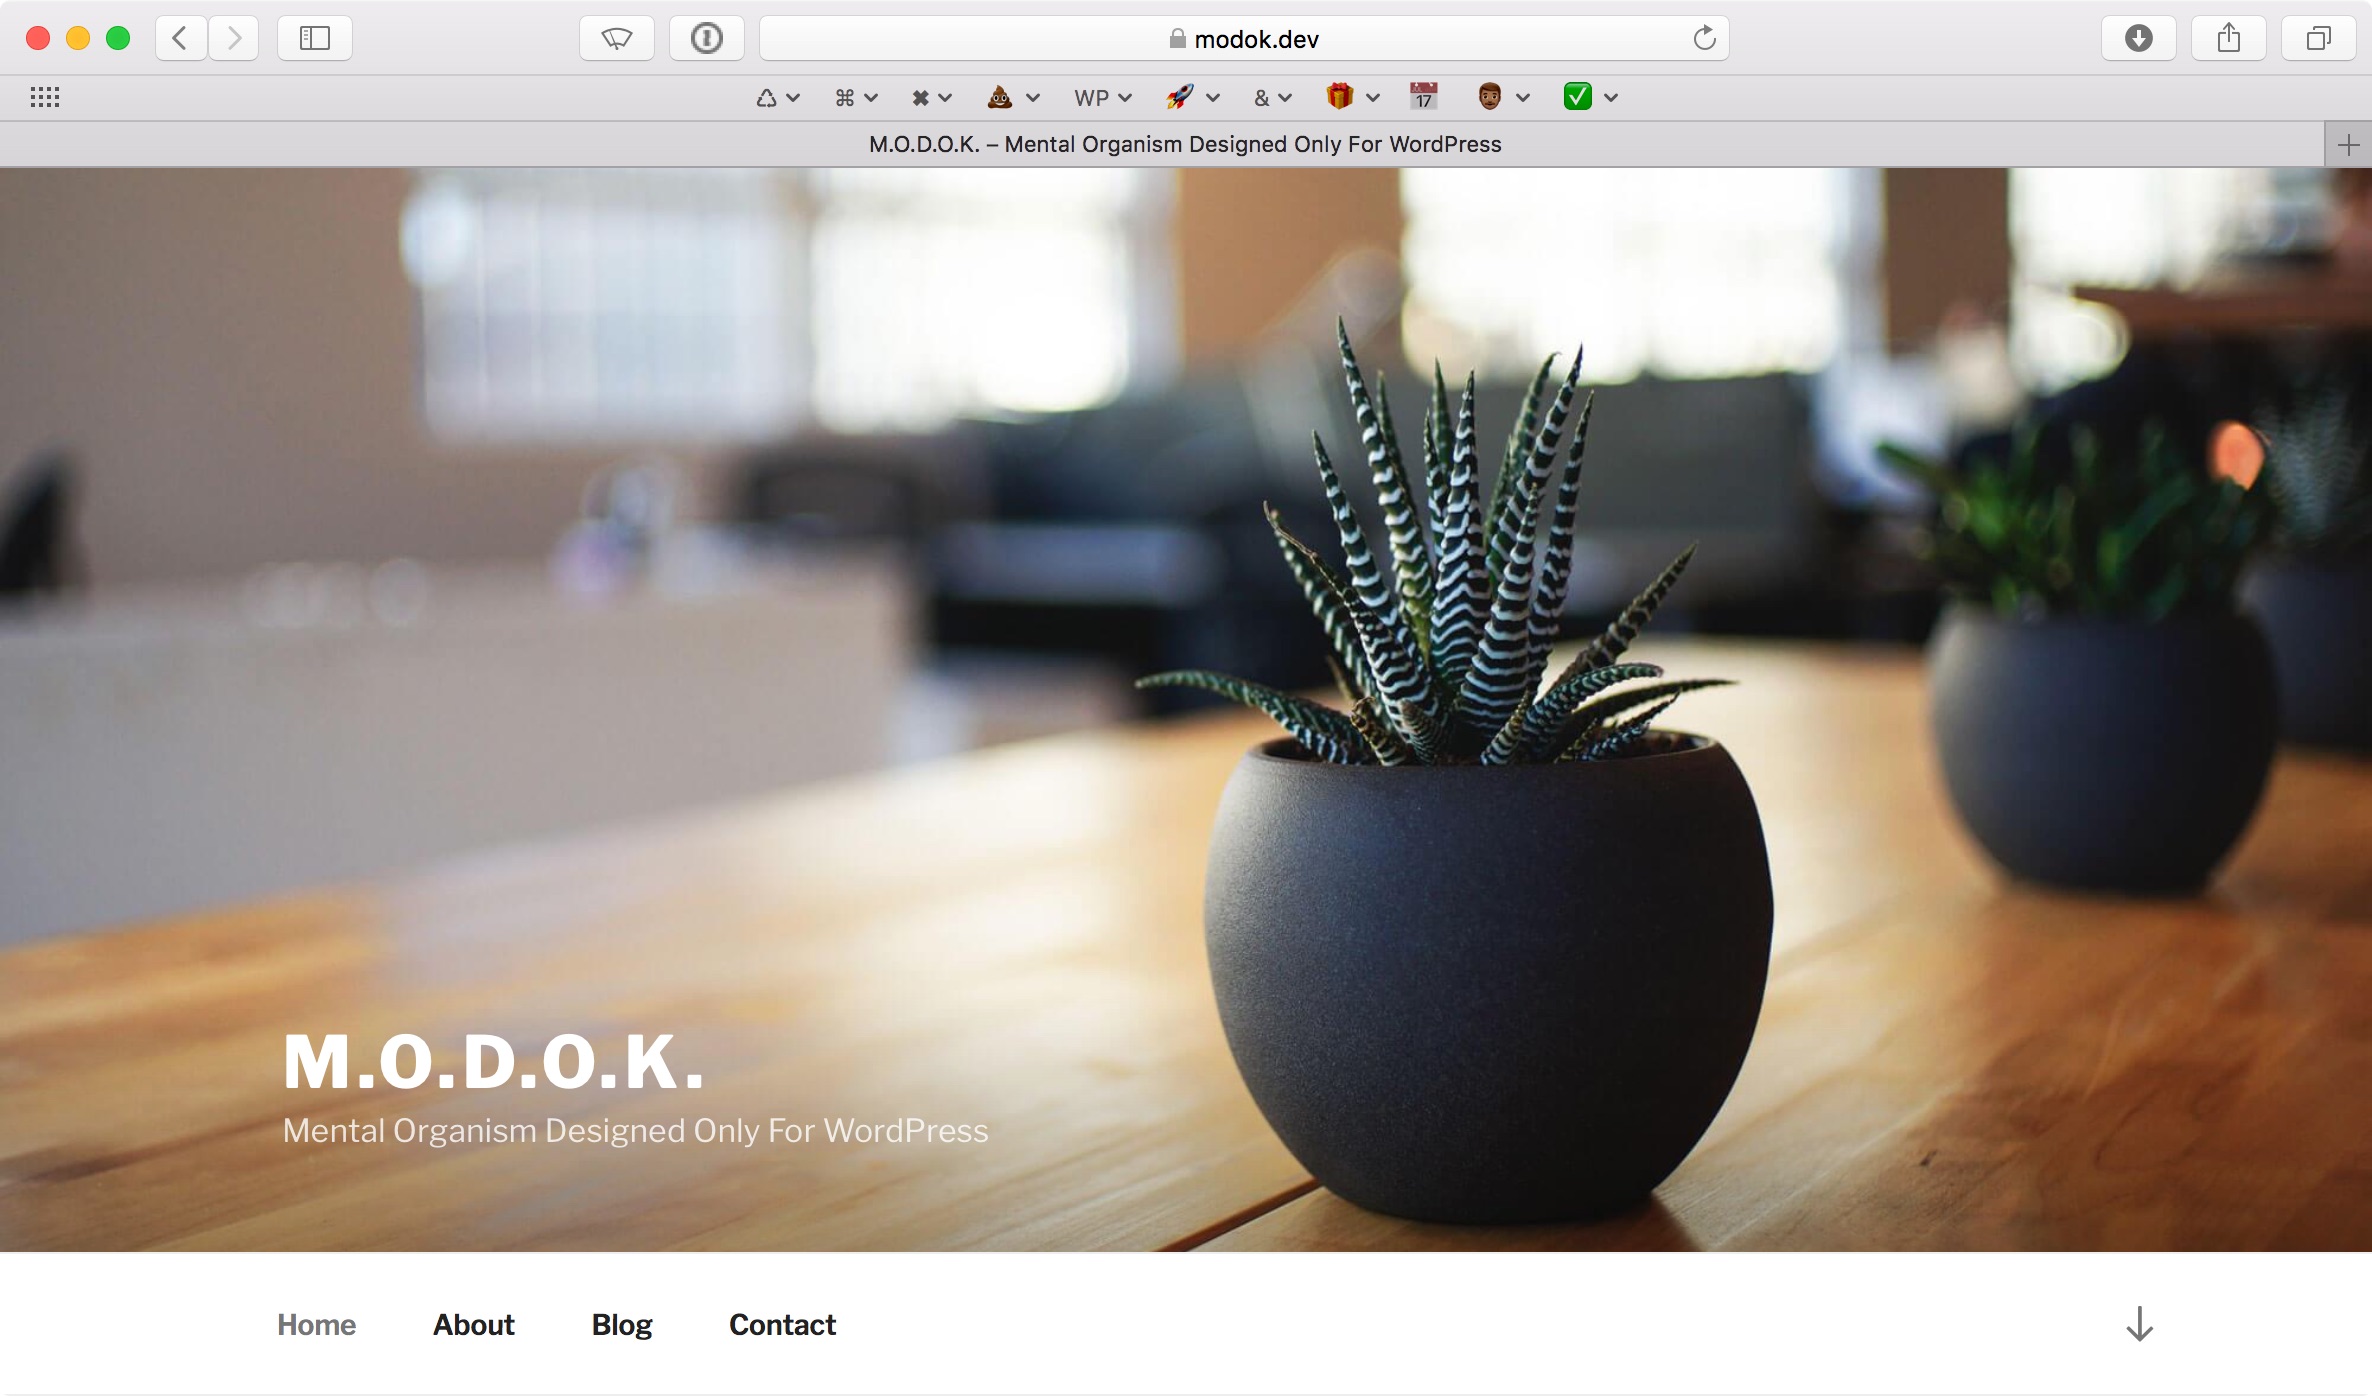 modok.dev
WP
&
17
M.O.D.O.K. – Mental Organism Designed Only For WordPress
M.O.D.O.K.
Mental Organism Designed Only For WordPress
Home About Blog Contact